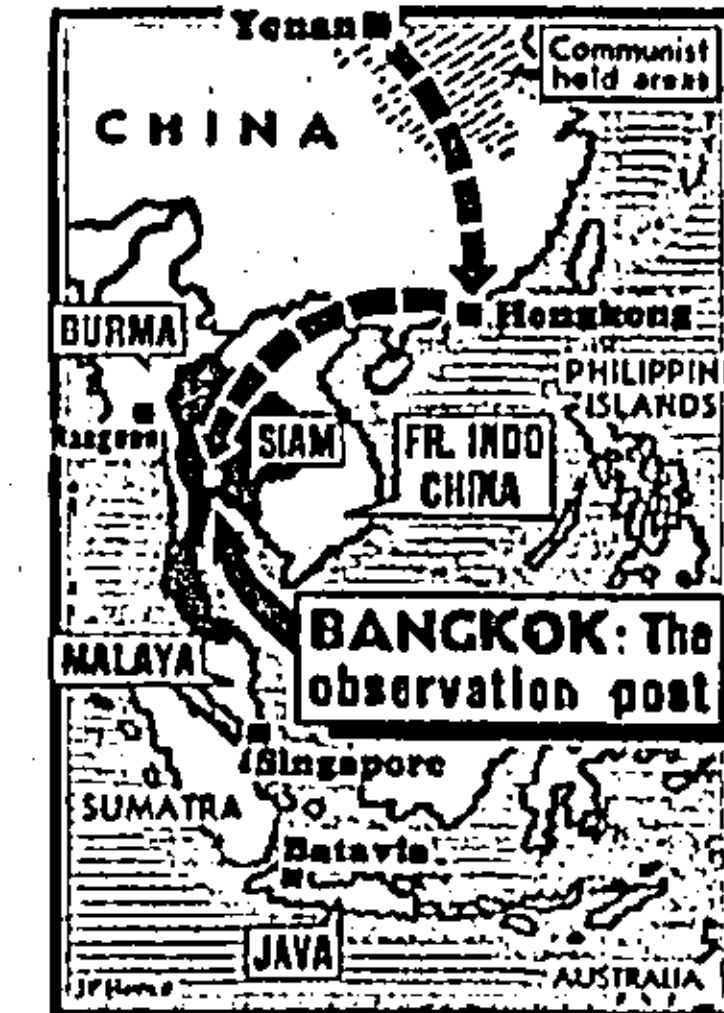 Yenan
Communist
held areas
CHINA
BURMA
Hongkong
PHILIPPIN
ISLANDS
Rangoon
SIAM
FR. INDO
CHINA
BANGKOK: The
observation post
MALAYA
Singapore
SUMATRA
Batavia
JAVA
AUSTRALIA